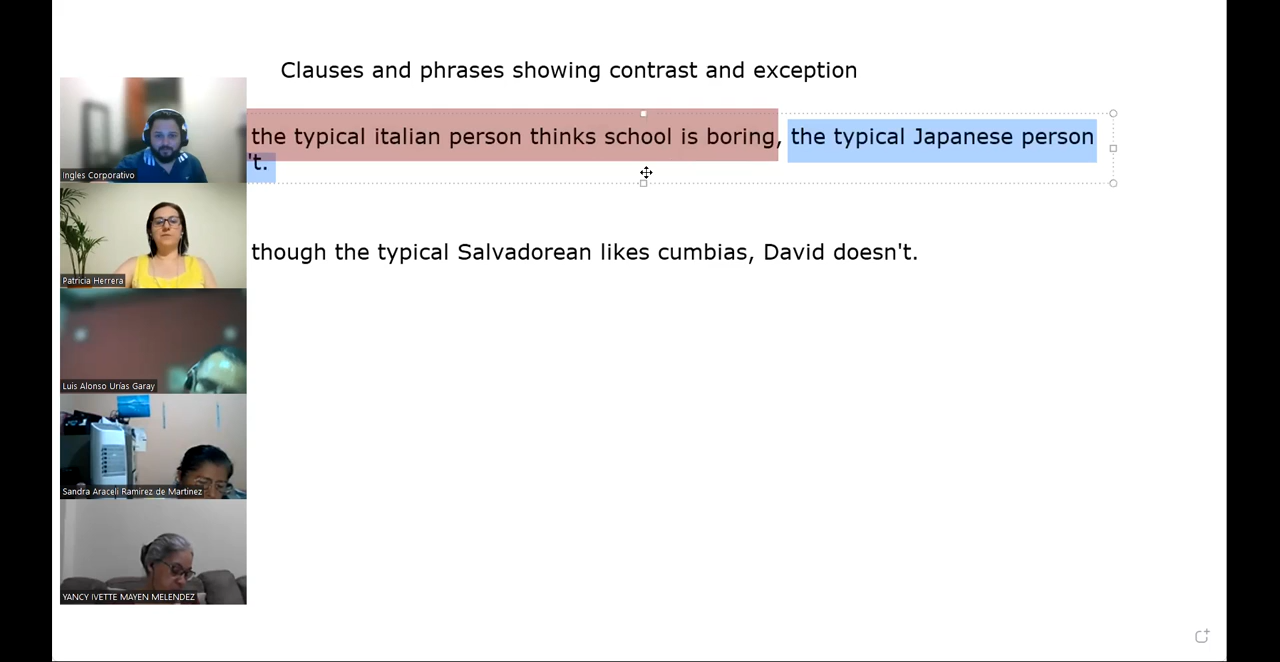 Clauses and phrases showing contrast and exception
the typical italian person thinks school is boring, the typical Japanese person
't.
though the typical Salvadorean likes cumbias, David doesn't.
Ingles Corporativo
Patricia Herrera
Luis Alonso Urías Garay
Sandra Araceli Ramirez de Martinez
YANCY IVETTE MAYEN MELENDEZ